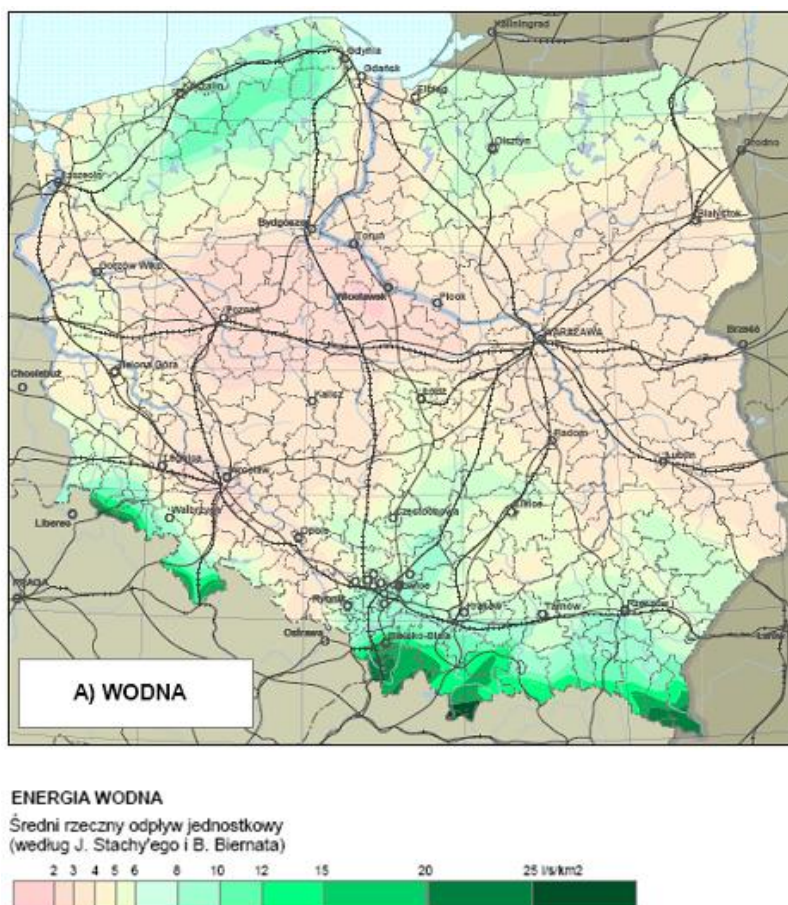 Kaliningrad
Gdynia
Gdańsk
Elbląg
Olsztyn
Grodno
Białystok
Bydgoszcz
Toruń
Gorzów Wlkp.
Włocławek
Płock
Poznań
WARSZAWA
Brześć
Chociebuż
Zielona Góra
Kalisz
Łódź
Radom
Lublin
Legnica
Wrocław
Liberec
Wałbrzych
Częstochowa
Kielce
Opole
PRAGA
Rybnik
Kraków
Tarnów
Rzeszów
Ostrawa
Bielsko-Biała
A) WODNA
ENERGIA WODNA
Średni rzeczny odpływ jednostkowy
(według J. Stachy'ego i B. Biernata)
2 3 4 5 6 8 10 12 15 20 25 l/s/km2